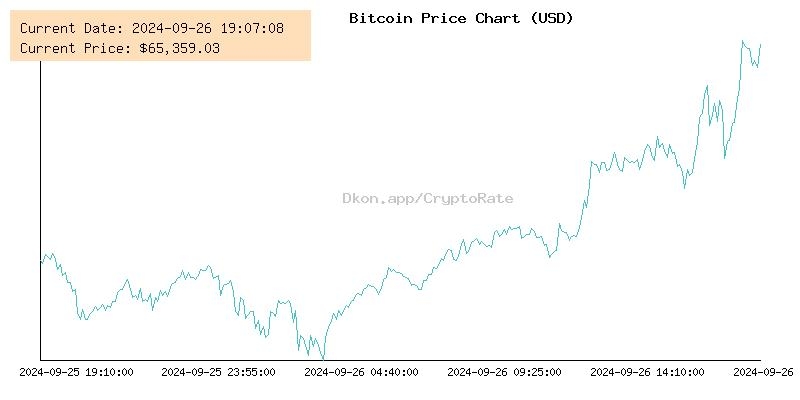 Bitcoin Price Chart (USD)
Current Date: 2024-09-26 19:07:08
Current Price: $65,359.03
Dkon.app/CryptoRate
2024-09-25 19:10:00 2024-09-25 23:55:00 2024-09-26 04:40:00 2024-09-26 09:25:00 2024-09-26 14:10:00 2024-09-26